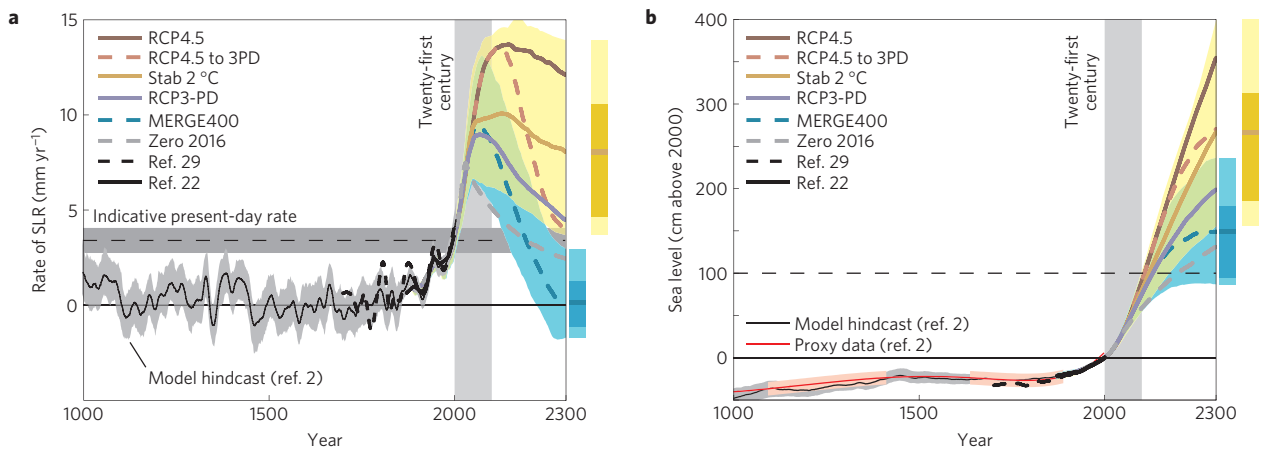 a
15
10
5
0
Rate of SLR (mm yr⁻¹)
RCP4.5
RCP4.5 to 3PD
Stab 2 °C
RCP3-PD
MERGE400
Zero 2016
Ref. 29
Ref. 22
Twenty-first
century
Indicative present-day rate
Model hindcast (ref. 2)
1000
1500
2000
2300
Year
b
400
300
200
100
0
Sea level (cm above 2000)
RCP4.5
RCP4.5 to 3PD
Stab 2 °C
RCP3-PD
MERGE400
Zero 2016
Ref. 29
Ref. 22
Twenty-first
century
Model hindcast (ref. 2)
Proxy data (ref. 2)
1000
1500
2000
2300
Year